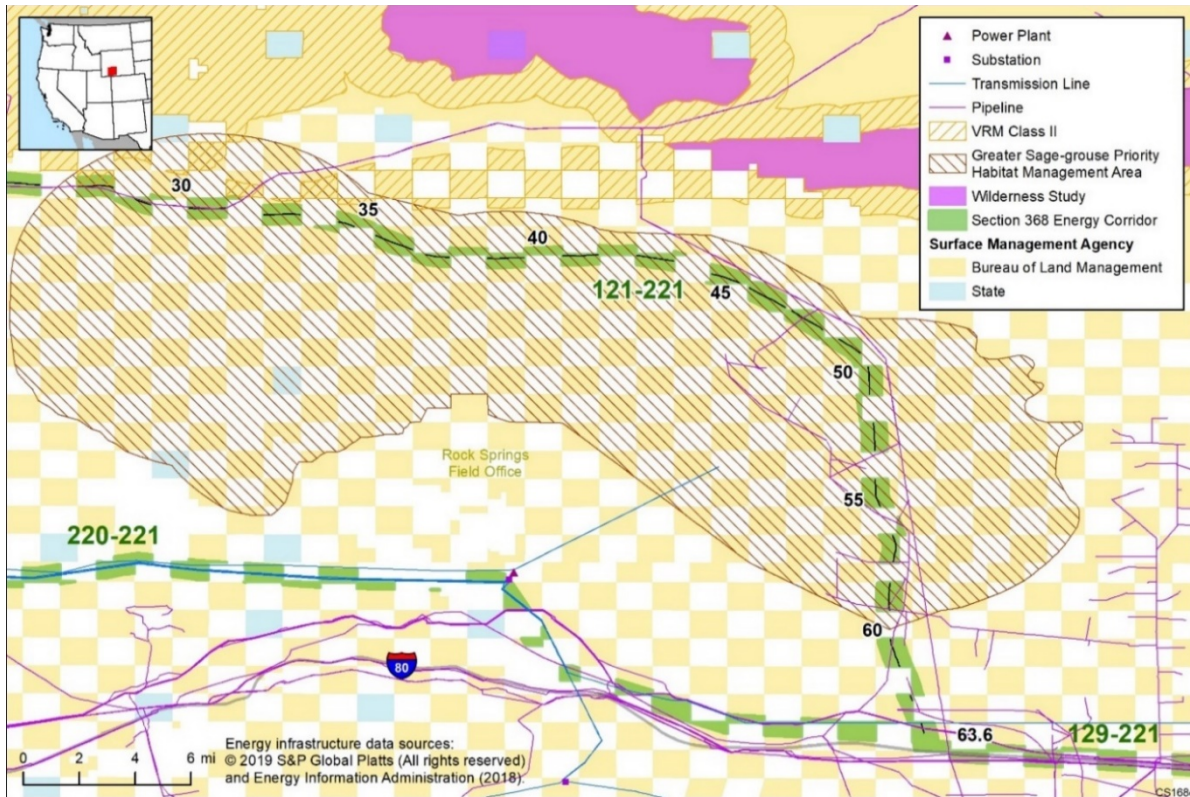 Power Plant
Substation
Transmission Line
Pipeline
VRM Class II
Greater Sage-grouse Priority
Habitat Management Area
Wilderness Study
Section 368 Energy Corridor
Surface Management Agency
Bureau of Land Management
State
30
35
40
121-221
45
50
Rock Springs
Field Office
55
220-221
60
80
63.6
129-221
0 2 4 6 mi
Energy infrastructure data sources:
© 2019 S&P Global Platts (All rights reserved)
and Energy Information Administration (2018).